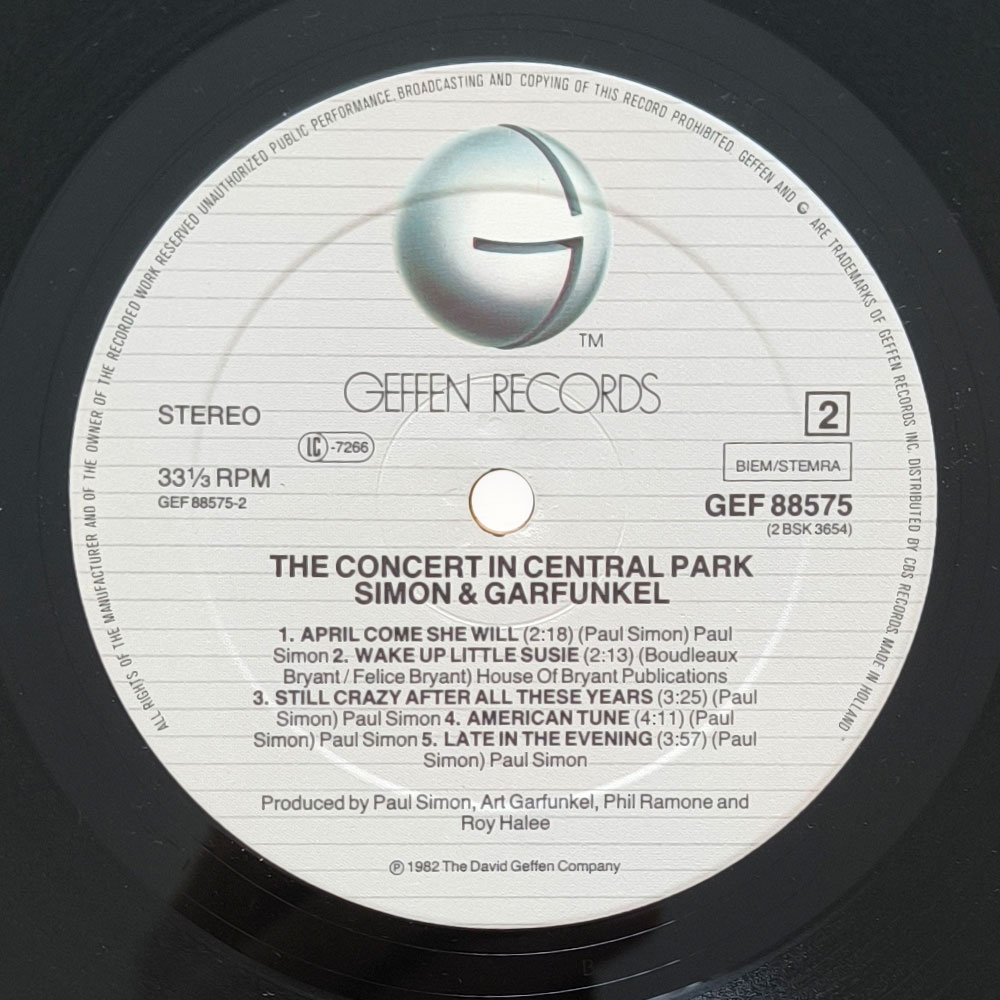 ALL RIGHTS OF THE MANUFACTURER AND OF THE OWNER OF THE RECORDED WORK RESERVED UNAUTHORIZED PUBLIC PERFORMANCE, BROADCASTING AND COPYING OF THIS RECORD PROHIBITED. GEFFEN AND G ARE TRADEMARKS OF GEFFEN RECORDS INC. DISTRIBUTED BY CBS RECORDS. MADE IN HOLLAND
TM
GEFFEN RECORDS
STEREO
2
LC -7266
BIEM/STEMRA
33⅓ RPM
GEF 88575-2
GEF 88575
(2 BSK 3654)
THE CONCERT IN CENTRAL PARK
SIMON & GARFUNKEL
1. APRIL COME SHE WILL (2:18) (Paul Simon) Paul
Simon 2. WAKE UP LITTLE SUSIE (2:13) (Boudleaux
Bryant / Felice Bryant) House Of Bryant Publications
3. STILL CRAZY AFTER ALL THESE YEARS (3:25) (Paul
Simon) Paul Simon 4. AMERICAN TUNE (4:11) (Paul
Simon) Paul Simon 5. LATE IN THE EVENING (3:57) (Paul
Simon) Paul Simon
Produced by Paul Simon, Art Garfunkel, Phil Ramone and
Roy Halee
℗ 1982 The David Geffen Company